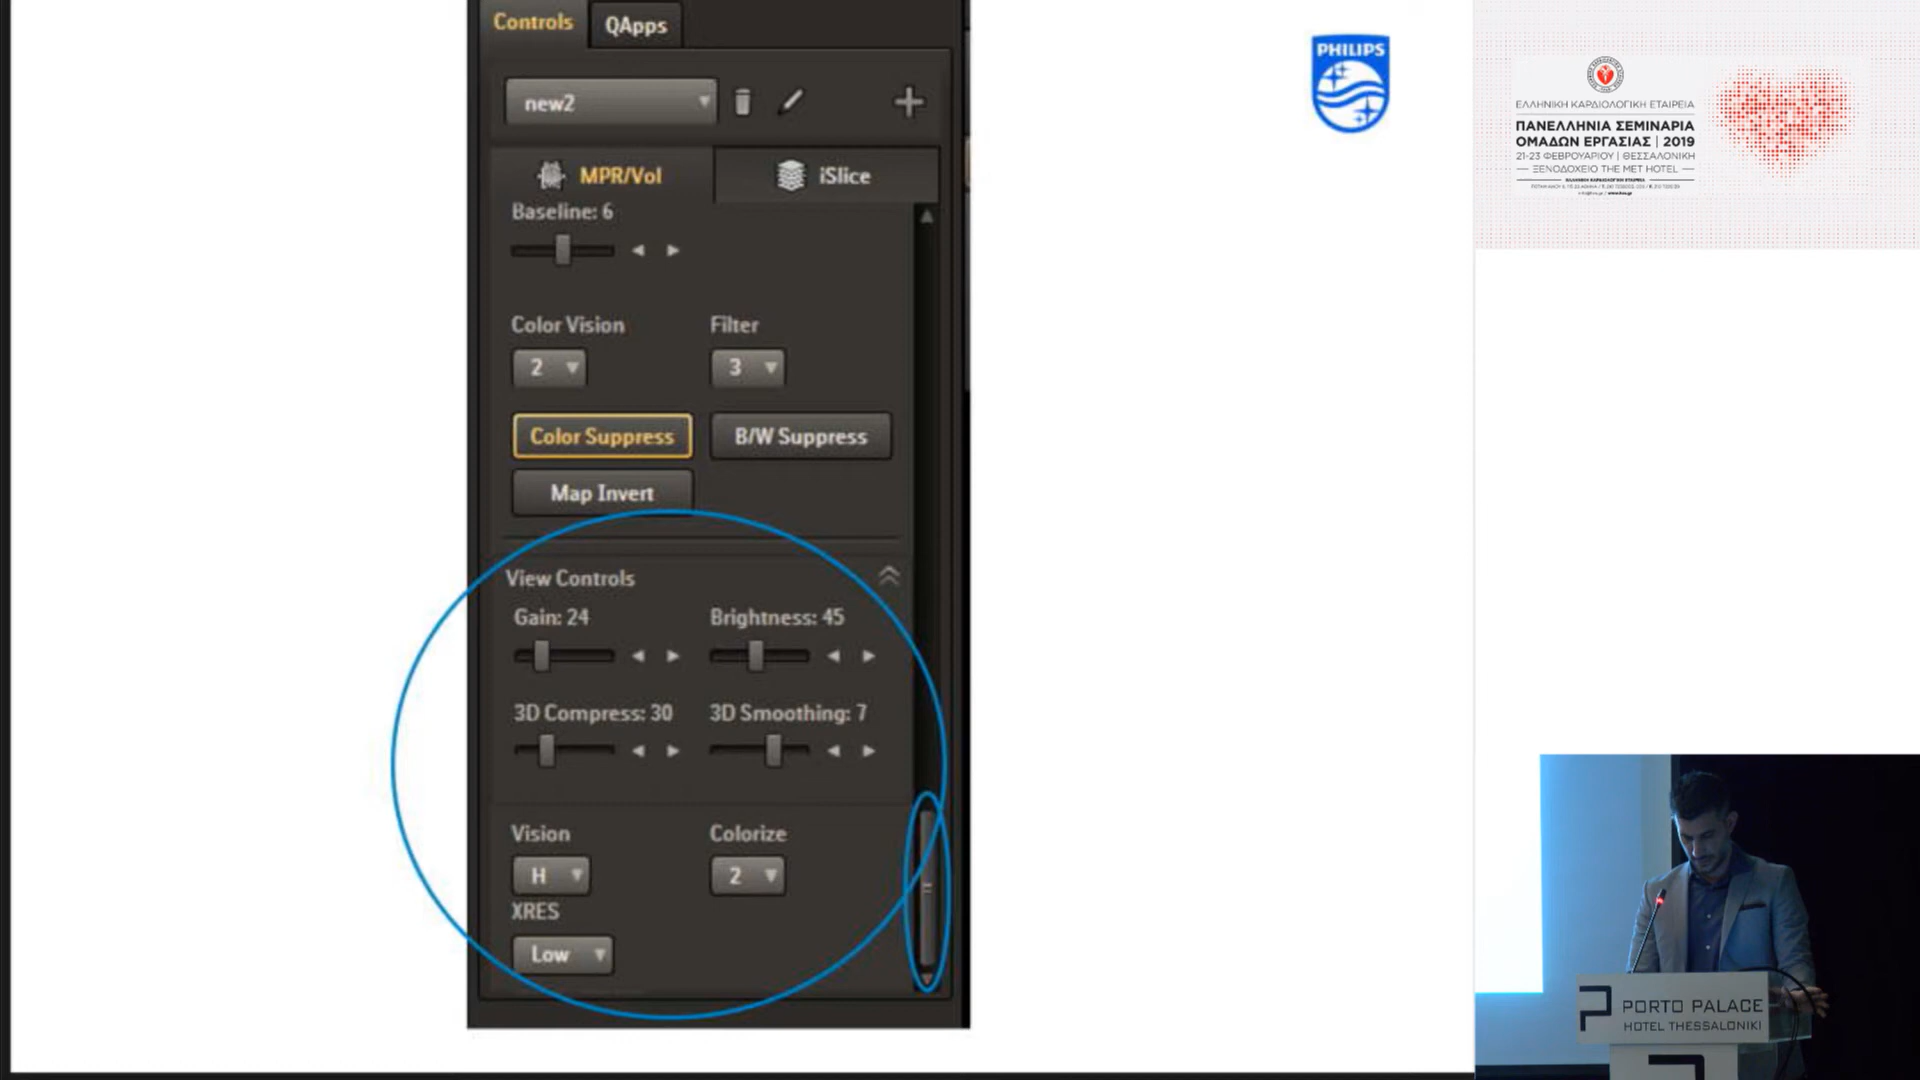 Controls
QApps
new2
MPR/Vol
iSlice
Baseline: 6
Color Vision
Filter
2
3
Color Suppress
B/W Suppress
Map Invert
View Controls
Gain: 24
Brightness: 45
3D Compress: 30
3D Smoothing: 7
Vision
Colorize
H
2
XRES
Low
PHILIPS
ΕΛΛΗΝΙΚΗ ΚΑΡΔΙΟΛΟΓΙΚΗ ΕΤΑΙΡΕΙΑ
ΠΑΝΕΛΛΗΝΙΑ ΣΕΜΙΝΑΡΙΑ
ΟΜΑΔΩΝ ΕΡΓΑΣΙΑΣ | 2019
21-23 ΦΕΒΡΟΥΑΡΙΟΥ | ΘΕΣΣΑΛΟΝΙΚΗ
ΞΕΝΟΔΟΧΕΙΟ THE MET HOTEL
PORTO PALACE
HOTEL THESSALONIKI